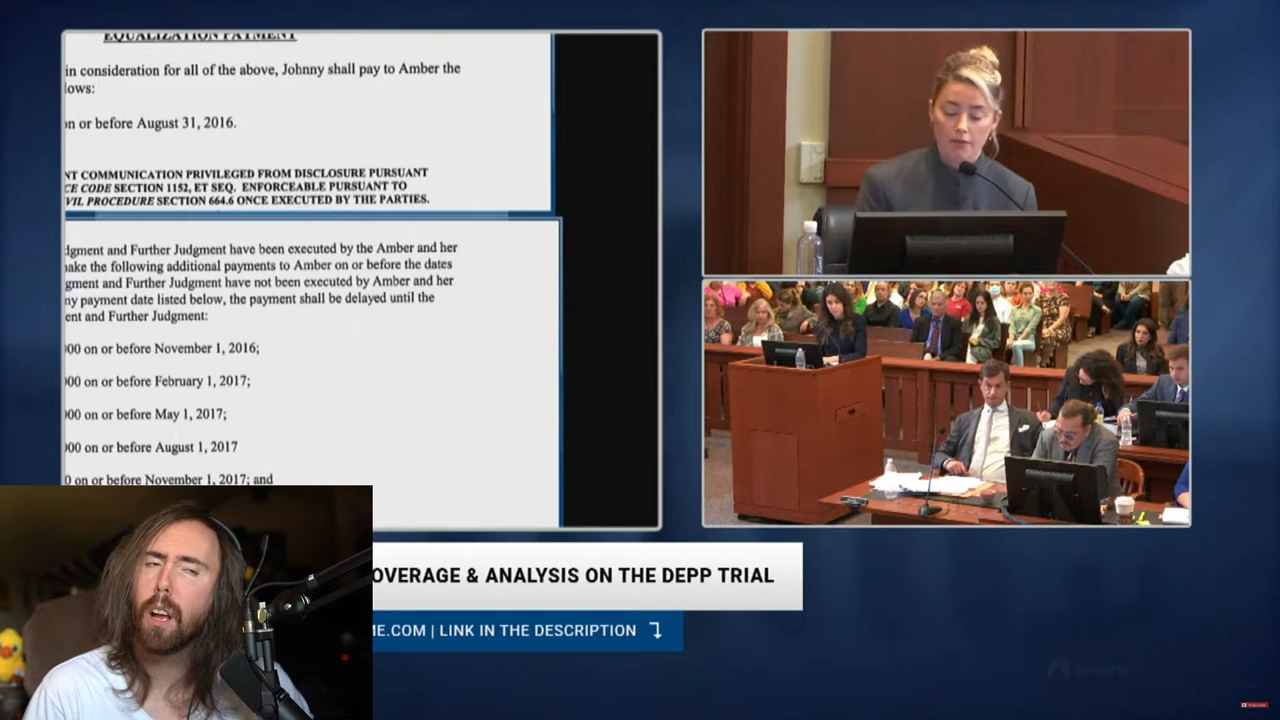 EQUALIZATION PAYMENT
in consideration for all of the above, Johnny shall pay to Amber the
lows:
on or before August 31, 2016.
NT COMMUNICATION PRIVILEGED FROM DISCLOSURE PURSUANT
CE CODE SECTION 1152, ET SEQ. ENFORCEABLE PURSUANT TO
VIL PROCEDURE SECTION 664.6 ONCE EXECUTED BY THE PARTIES.
dgment and Further Judgment have been executed by the Amber and her
ake the following additional payments to Amber on or before the dates
gment and Further Judgment have not been executed by Amber and her
ny payment date listed below, the payment shall be delayed until the
ent and Further Judgment:
00 on or before November 1, 2016;
00 on or before February 1, 2017;
00 on or before May 1, 2017;
00 on or before August 1, 2017
0 on or before November 1, 2017; and
OVERAGE & ANALYSIS ON THE DEPP TRIAL
ME.COM | LINK IN THE DESCRIPTION